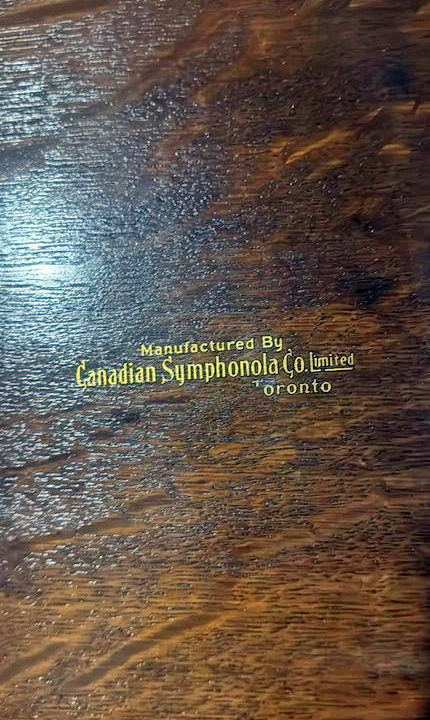 Manufactured By
Canadian Symphonola Co. Limited
Toronto